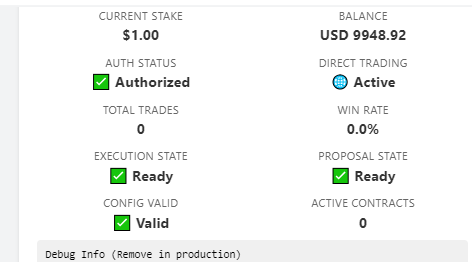 CURRENT STAKE BALANCE
$1.00 USD 9948.92
AUTH STATUS DIRECT TRADING
Authorized Active
TOTAL TRADES WIN RATE
0 0.0%
EXECUTION STATE PROPOSAL STATE
Ready Ready
CONFIG VALID ACTIVE CONTRACTS
Valid 0
Debug Info (Remove in production)